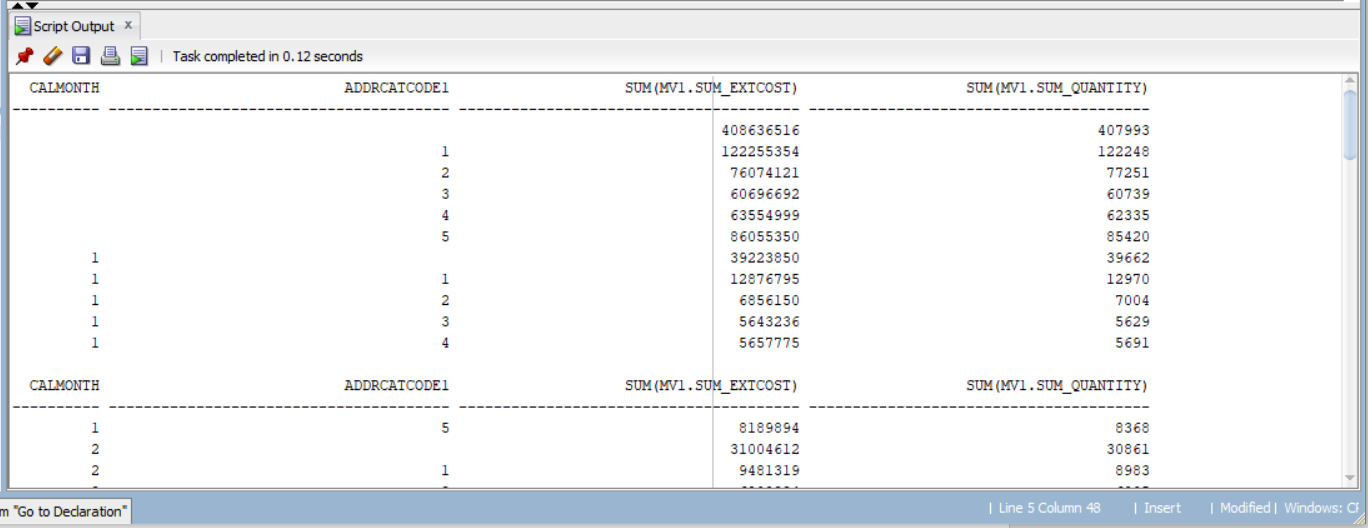 Script Output x
Task completed in 0.12 seconds
CALMONTH ADDRCATCODE1 SUM(MV1.SUM_EXTCOST) SUM(MV1.SUM_QUANTITY)
---------- ---------------------------------------- ---------------------------------------- ----------------------------------------
408636516 407993
1 122255354 122248
2 76074121 77251
3 60696692 60739
4 63554999 62335
5 86055350 85420
1 39223850 39662
1 1 12876795 12970
1 2 6856150 7004
1 3 5643236 5629
1 4 5657775 5691
CALMONTH ADDRCATCODE1 SUM(MV1.SUM_EXTCOST) SUM(MV1.SUM_QUANTITY)
---------- ---------------------------------------- ---------------------------------------- ----------------------------------------
1 5 8189894 8368
2 31004612 30861
2 1 9481319 8983
m "Go to Declaration" | Line 5 Column 48 | Insert | Modified | Windows: